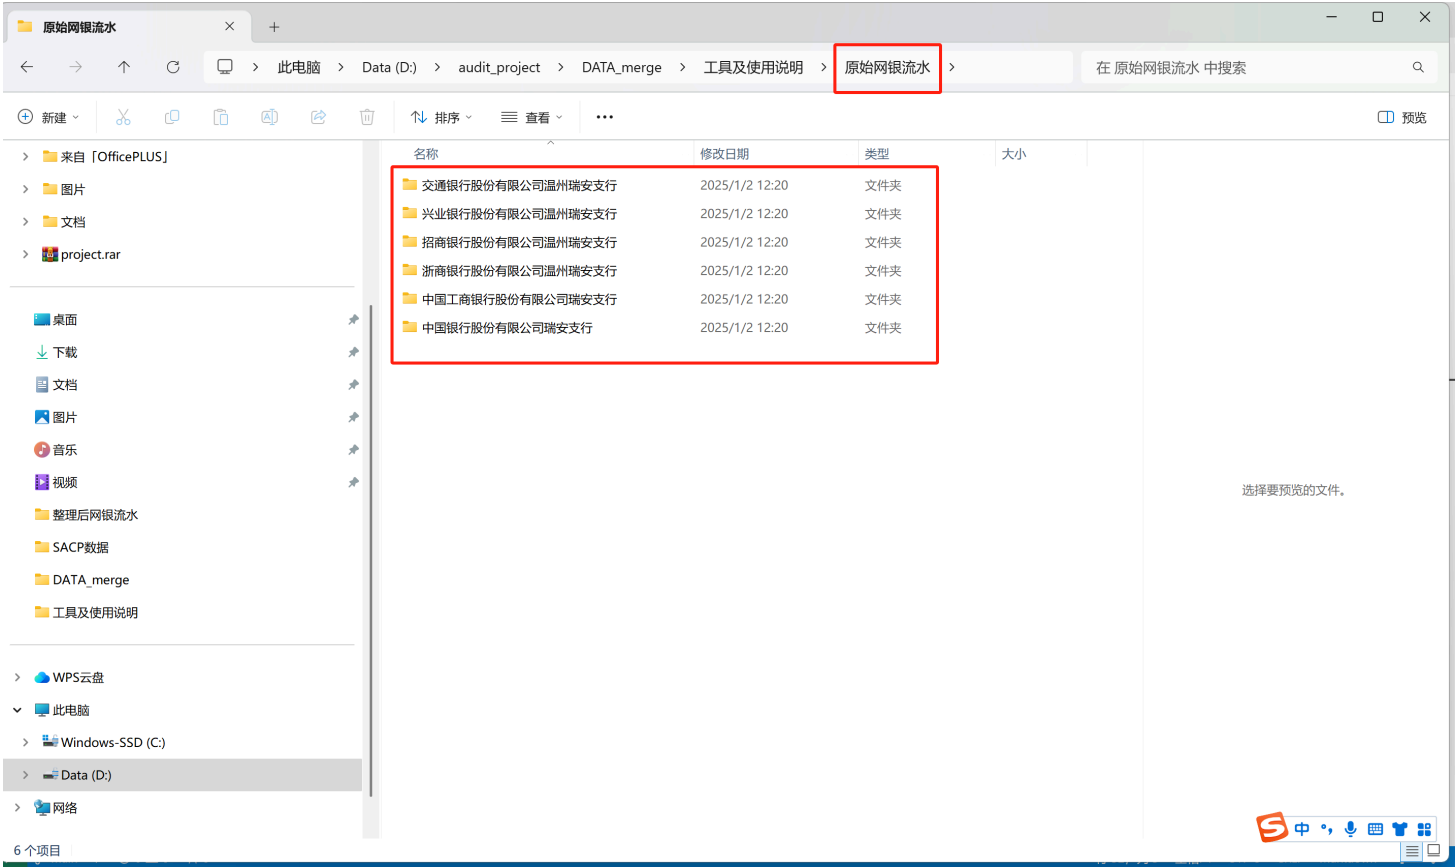 原始网银流水
此电脑 Data (D:) audit_project DATA_merge 工具及使用说明 原始网银流水
在 原始网银流水 中搜索
新建 排序 查看 预览
来自「OfficePLUS」
图片
文档
project.rar
桌面
下载
文档
图片
音乐
视频
整理后网银流水
SACP数据
DATA_merge
工具及使用说明
WPS云盘
此电脑
Windows-SSD (C:)
Data (D:)
网络
名称 修改日期 类型 大小
交通银行股份有限公司温州瑞安支行 2025/1/2 12:20 文件夹
兴业银行股份有限公司温州瑞安支行 2025/1/2 12:20 文件夹
招商银行股份有限公司温州瑞安支行 2025/1/2 12:20 文件夹
浙商银行股份有限公司温州瑞安支行 2025/1/2 12:20 文件夹
中国工商银行股份有限公司瑞安支行 2025/1/2 12:20 文件夹
中国银行股份有限公司瑞安支行 2025/1/2 12:20 文件夹
选择要预览的文件。
中
6 个项目